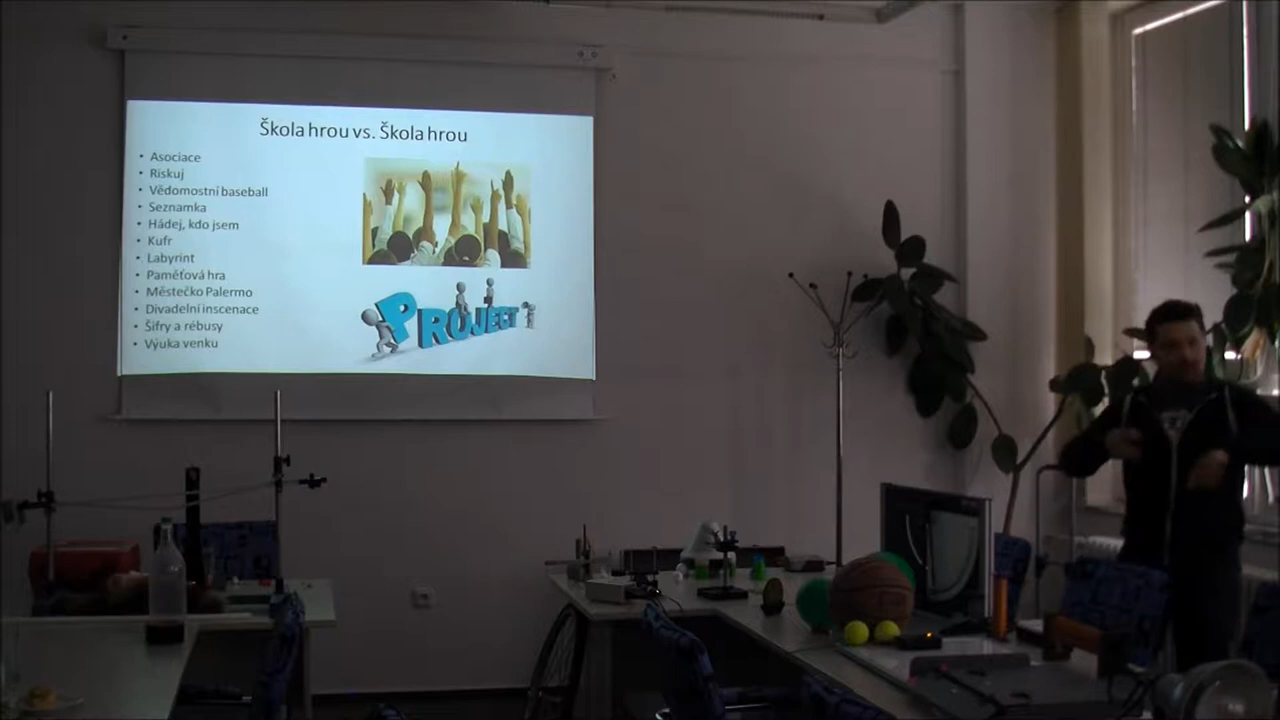 Škola hrou vs. Škola hrou
• Asociace
• Riskuj
• Vědomostní baseball
• Seznamka
• Hádej, kdo jsem
• Kufr
• Labyrint
• Paměťová hra
• Městečko Palermo
• Divadelní inscenace
• Šifry a rébusy
• Výuka venku
PROJECT